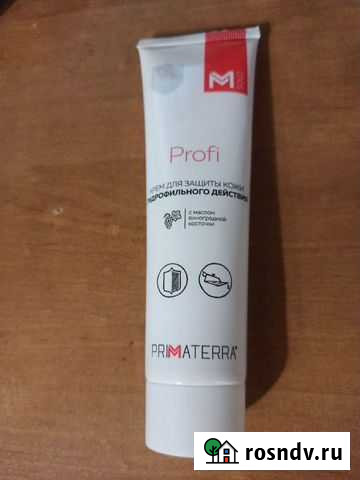 Profi
КРЕМ ДЛЯ ЗАЩИТЫ КОЖИ
ГИДРОФИЛЬНОГО ДЕЙСТВИЯ
с маслом
виноградной
косточки
PRIMATERRA
rosndv.ru